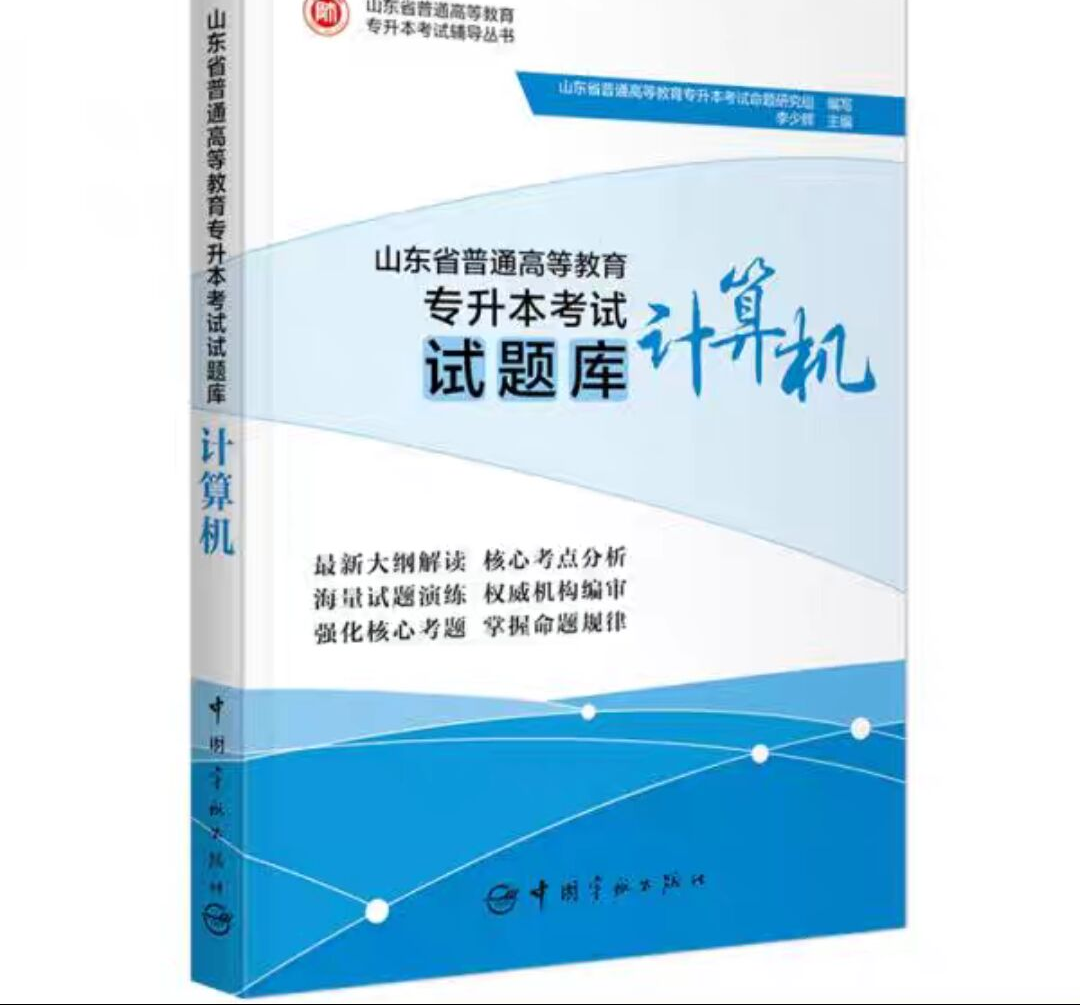 山东省普通高等教育
专升本考试辅导丛书
山东省普通高等教育专升本考试命题研究组 编写
李少辉 主编
山东省普通高等教育
专升本考试
试题库
计算机
最新大纲解读 核心考点分析
海量试题演练 权威机构编审
强化核心考题 掌握命题规律
中国宇航出版社
山东省普通高等教育专升本考试试题库
计算机
中国宇航出版社